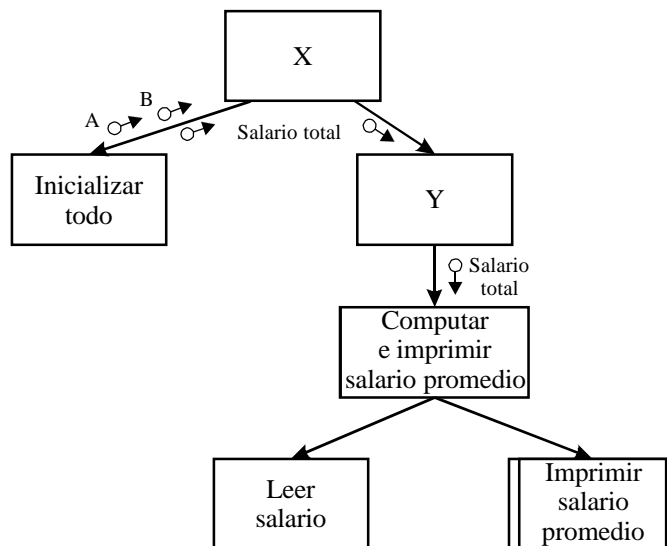 X
B
A
Salario total
Inicializar
todo
Y
Salario
total
Computar
e imprimir
salario promedio
Leer
salario
Imprimir
salario
promedio